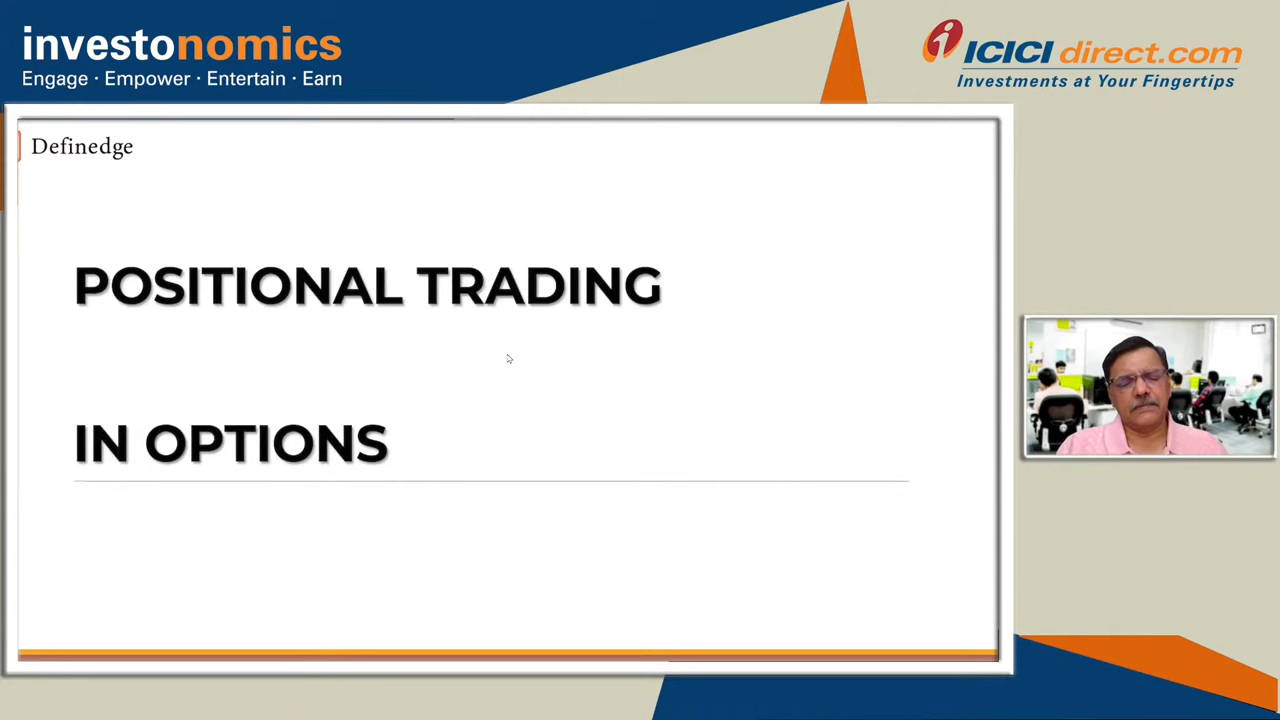 investonomics
Engage · Empower · Entertain · Earn
ICICI direct.com
Investments at Your Fingertips
Definedge
POSITIONAL TRADING
IN OPTIONS